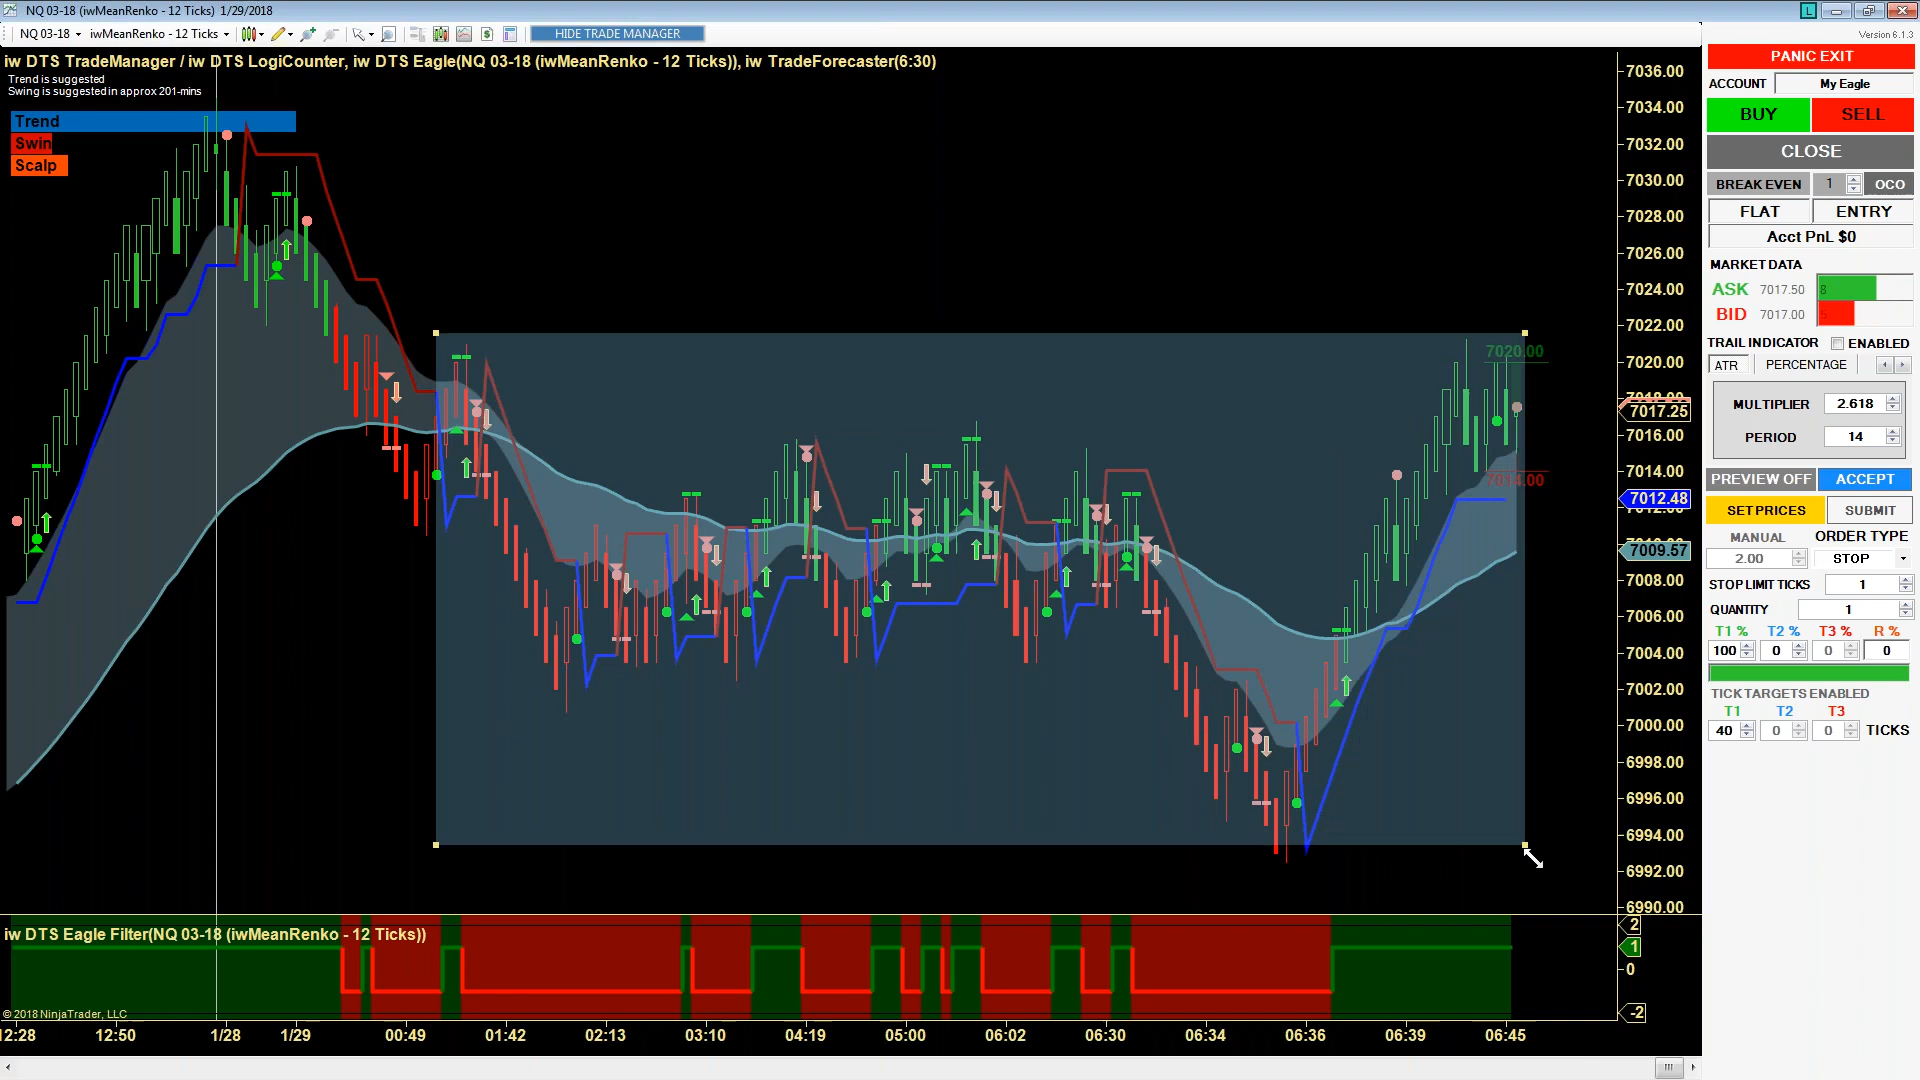 NQ 03-18 (iwMeanRenko - 12 Ticks) 1/29/2018
L
NQ 03-18 iwMeanRenko - 12 Ticks HIDE TRADE MANAGER
Version 6.1.3
iw DTS TradeManager / iw DTS LogiCounter, iw DTS Eagle(NQ 03-18 (iwMeanRenko - 12 Ticks)), iw TradeForecaster(6:30)
Trend is suggested
Swing is suggested in approx 201-mins
Trend
Swin
Scalp
7036.00
7034.00
7032.00
7030.00
7028.00
7026.00
7024.00
7022.00
7020.00
7020.00
7017.25
7016.00
7014.00
7014.00
7012.48
7009.57
7008.00
7006.00
7004.00
7002.00
7000.00
6998.00
6996.00
6994.00
6992.00
6990.00
iw DTS Eagle Filter(NQ 03-18 (iwMeanRenko - 12 Ticks))
2
1
0
-2
© 2018 NinjaTrader, LLC
12:28 12:50 1/28 1/29 00:49 01:42 02:13 03:10 04:19 05:00 06:02 06:30 06:34 06:36 06:39 06:45
PANIC EXIT
ACCOUNT My Eagle
BUY SELL
CLOSE
BREAK EVEN 1 OCO
FLAT ENTRY
Acct PnL $0
MARKET DATA
ASK 7017.50 8
BID 7017.00 5
TRAIL INDICATOR ENABLED
ATR PERCENTAGE
MULTIPLIER 2.618
PERIOD 14
PREVIEW OFF ACCEPT
SET PRICES SUBMIT
MANUAL ORDER TYPE
2.00 STOP
STOP LIMIT TICKS 1
QUANTITY 1
T1 % T2 % T3 % R %
100 0 0 0
TICK TARGETS ENABLED
T1 T2 T3
40 0 0 TICKS